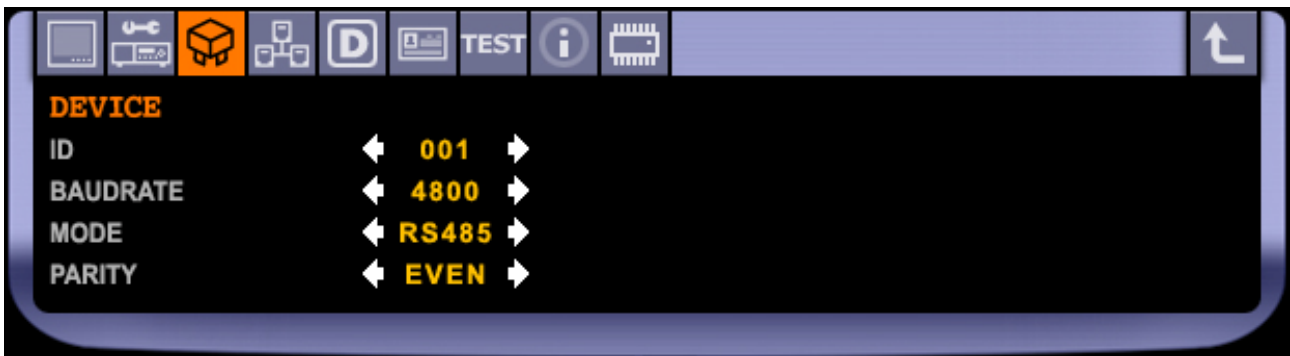 D TEST i
DEVICE
ID 001
BAUDRATE 4800
MODE RS485
PARITY EVEN